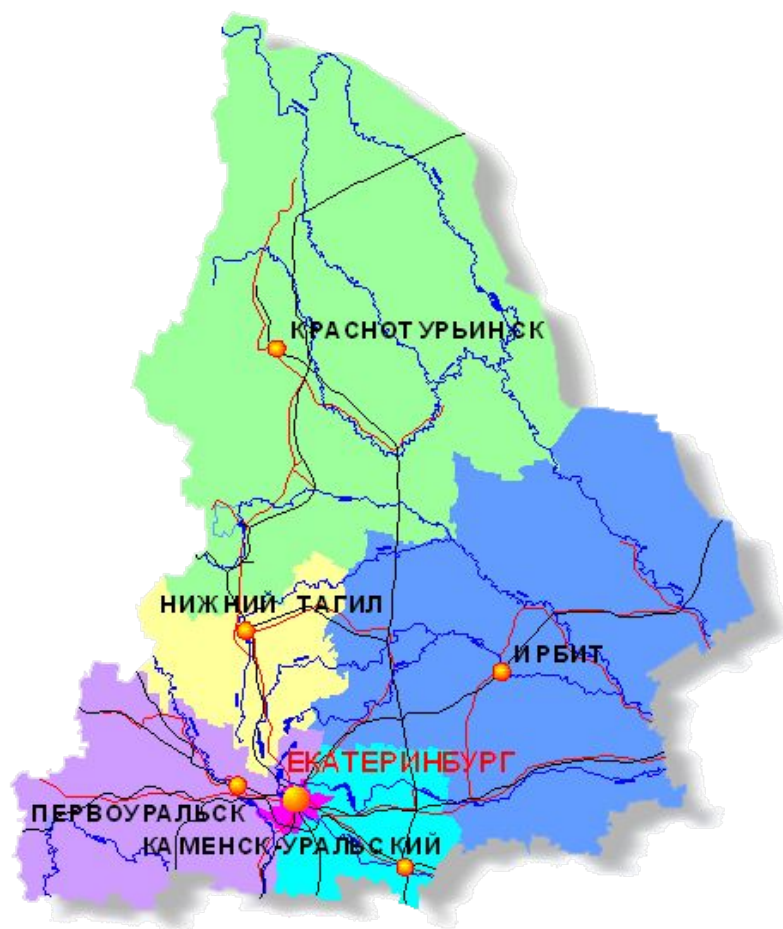 КРАСНОТУРЬИНСК
НИЖНИЙ ТАГИЛ
ИРБИТ
ЕКАТЕРИНБУРГ
ПЕРВОУРАЛЬСК
КАМЕНСК-УРАЛЬСКИЙ